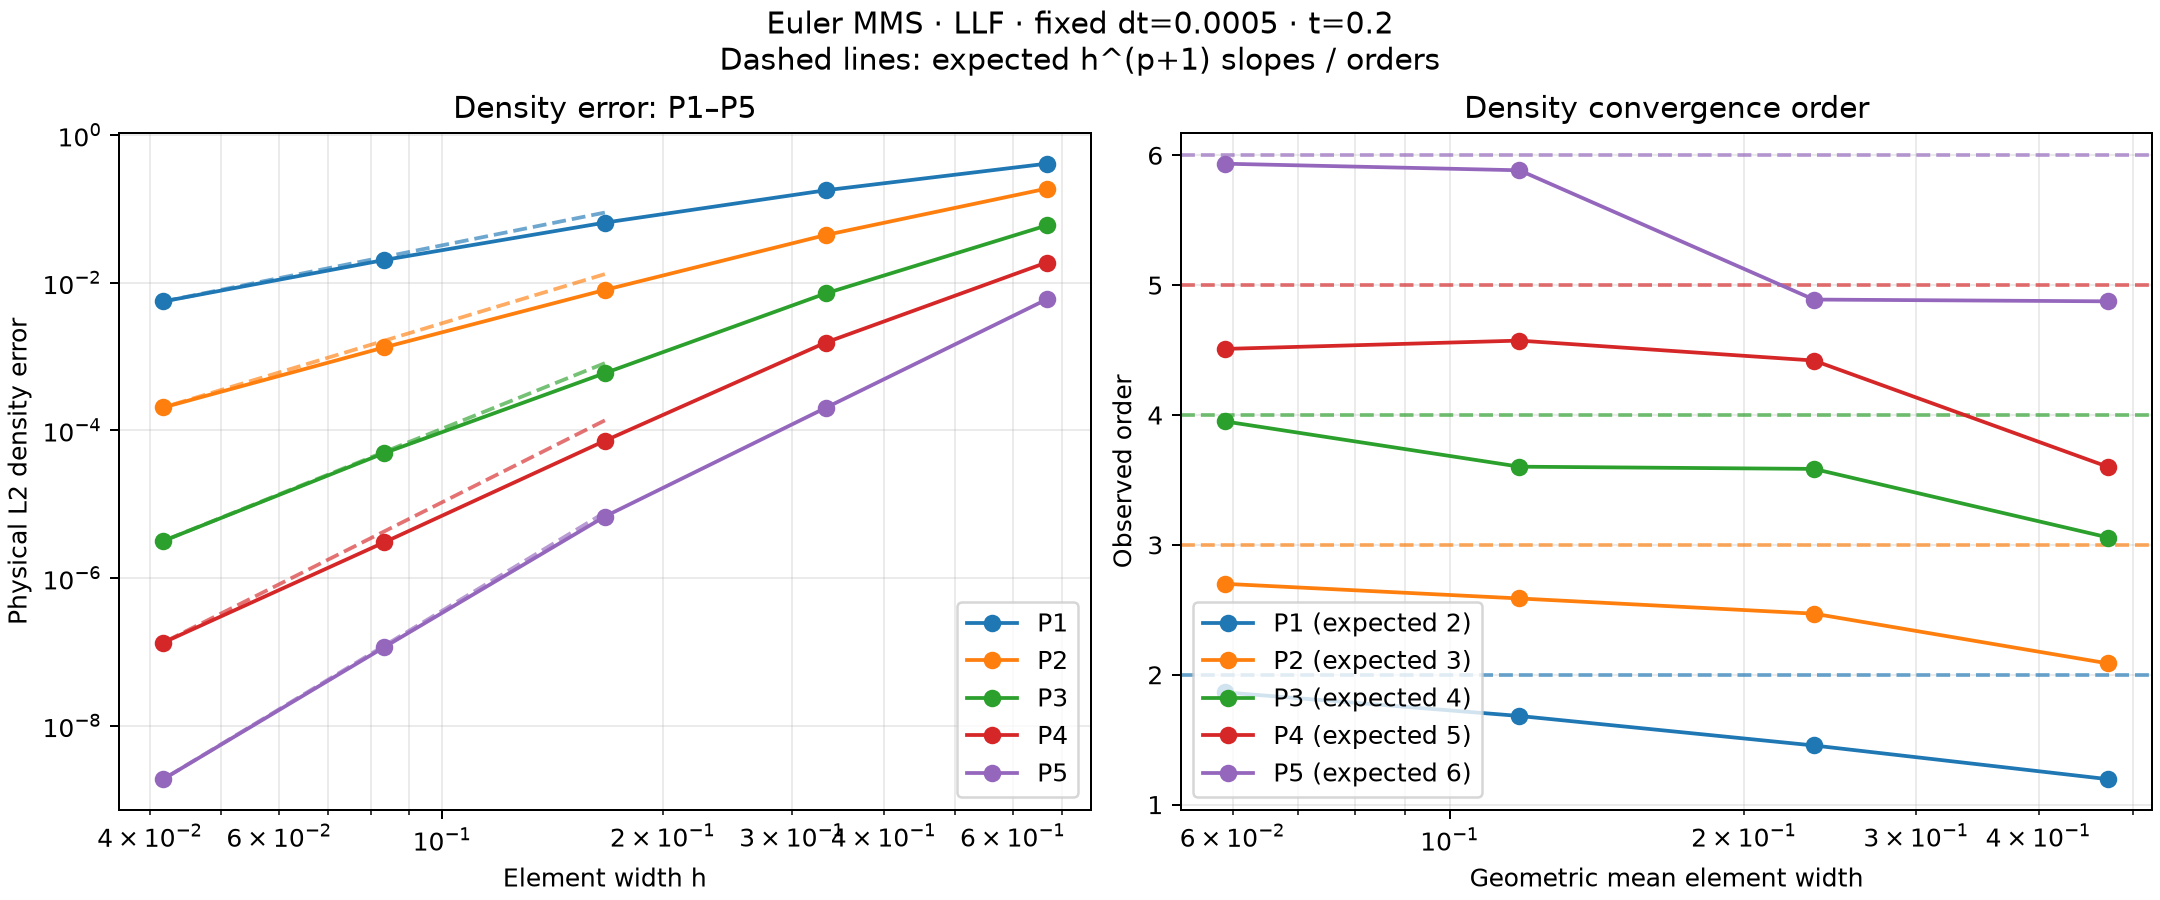 Euler MMS · LLF · fixed dt=0.0005 · t=0.2
Dashed lines: expected h^(p+1) slopes / orders
Density error: P1–P5
Physical L2 density error
10⁰
10⁻²
10⁻⁴
10⁻⁶
10⁻⁸
P1
P2
P3
P4
P5
4 × 10⁻² 6 × 10⁻² 10⁻¹ 2 × 10⁻¹ 3 × 10⁻¹ 4 × 10⁻¹ 6 × 10⁻¹
Element width h
Density convergence order
Observed order
6
5
4
3
2
1
P1 (expected 2)
P2 (expected 3)
P3 (expected 4)
P4 (expected 5)
P5 (expected 6)
6 × 10⁻² 10⁻¹ 2 × 10⁻¹ 3 × 10⁻¹ 4 × 10⁻¹
Geometric mean element width